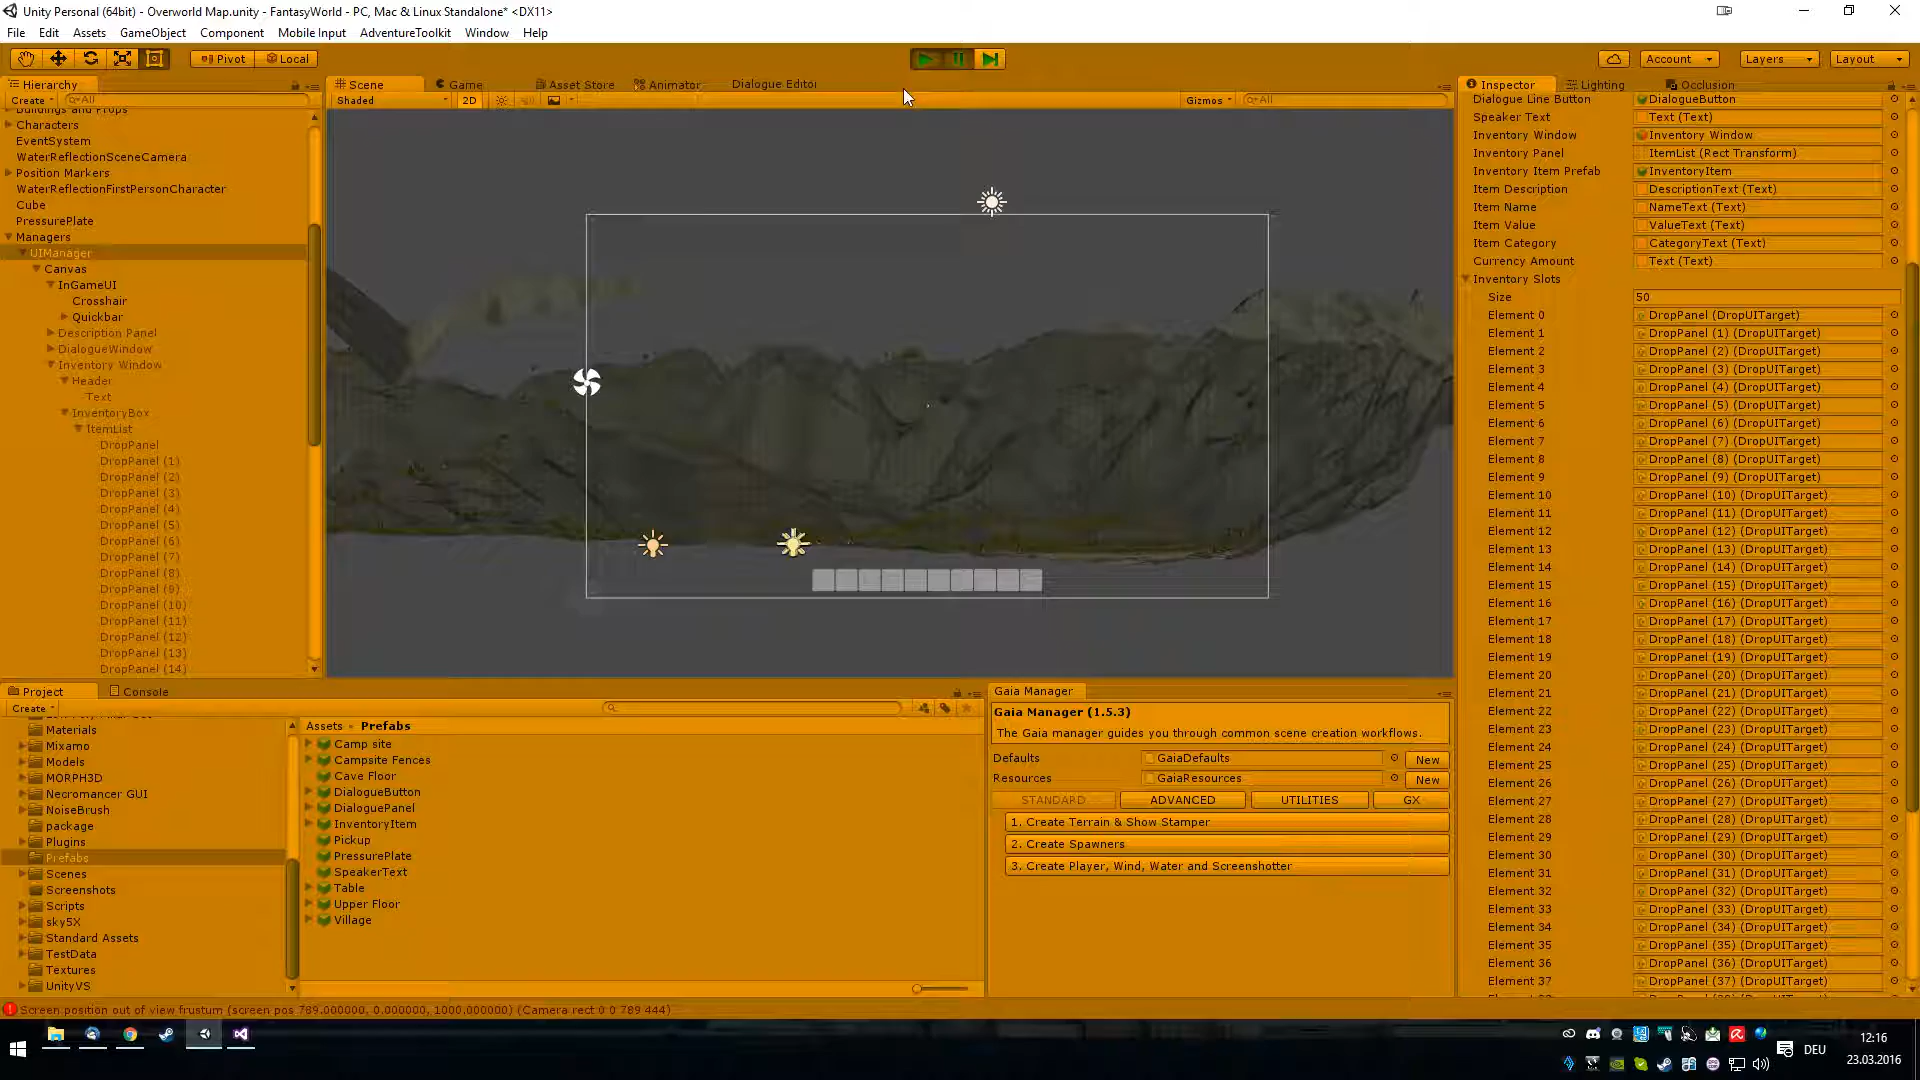 Unity Personal (64bit) - Overworld Map.unity - FantasyWorld - PC, Mac & Linux Standalone* <DX11>
File Edit Assets GameObject Component Mobile Input AdventureToolkit Window Help
Pivot Local Account Layers Layout
Hierarchy
Create All
Buildings and Props
Characters
EventSystem
WaterReflectionSceneCamera
Position Markers
WaterReflectionFirstPersonCharacter
Cube
PressurePlate
Managers
UIManager
Canvas
InGameUI
Crosshair
Quickbar
Description Panel
DialogueWindow
Inventory Window
Header
Text
InventoryBox
ItemList
DropPanel
DropPanel (1)
DropPanel (2)
DropPanel (3)
DropPanel (4)
DropPanel (5)
DropPanel (6)
DropPanel (7)
DropPanel (8)
DropPanel (9)
DropPanel (10)
DropPanel (11)
DropPanel (12)
DropPanel (13)
DropPanel (14)
Scene Game Asset Store Animator Dialogue Editor
Shaded 2D Gizmos All
Inspector Lighting Occlusion
Dialogue Line Button DialogueButton
Speaker Text Text (Text)
Inventory Window Inventory Window
Inventory Panel ItemList (Rect Transform)
Inventory Item Prefab InventoryItem
Item Description DescriptionText (Text)
Item Name NameText (Text)
Item Value ValueText (Text)
Item Category CategoryText (Text)
Currency Amount Text (Text)
Inventory Slots
Size 50
Element 0 DropPanel (DropUITarget)
Element 1 DropPanel (1) (DropUITarget)
Element 2 DropPanel (2) (DropUITarget)
Element 3 DropPanel (3) (DropUITarget)
Element 4 DropPanel (4) (DropUITarget)
Element 5 DropPanel (5) (DropUITarget)
Element 6 DropPanel (6) (DropUITarget)
Element 7 DropPanel (7) (DropUITarget)
Element 8 DropPanel (8) (DropUITarget)
Element 9 DropPanel (9) (DropUITarget)
Element 10 DropPanel (10) (DropUITarget)
Element 11 DropPanel (11) (DropUITarget)
Element 12 DropPanel (12) (DropUITarget)
Element 13 DropPanel (13) (DropUITarget)
Element 14 DropPanel (14) (DropUITarget)
Element 15 DropPanel (15) (DropUITarget)
Element 16 DropPanel (16) (DropUITarget)
Element 17 DropPanel (17) (DropUITarget)
Element 18 DropPanel (18) (DropUITarget)
Element 19 DropPanel (19) (DropUITarget)
Element 20 DropPanel (20) (DropUITarget)
Element 21 DropPanel (21) (DropUITarget)
Element 22 DropPanel (22) (DropUITarget)
Element 23 DropPanel (23) (DropUITarget)
Element 24 DropPanel (24) (DropUITarget)
Element 25 DropPanel (25) (DropUITarget)
Element 26 DropPanel (26) (DropUITarget)
Element 27 DropPanel (27) (DropUITarget)
Element 28 DropPanel (28) (DropUITarget)
Element 29 DropPanel (29) (DropUITarget)
Element 30 DropPanel (30) (DropUITarget)
Element 31 DropPanel (31) (DropUITarget)
Element 32 DropPanel (32) (DropUITarget)
Element 33 DropPanel (33) (DropUITarget)
Element 34 DropPanel (34) (DropUITarget)
Element 35 DropPanel (35) (DropUITarget)
Element 36 DropPanel (36) (DropUITarget)
Element 37 DropPanel (37) (DropUITarget)
Project Console
Create
Materials
Mixamo
Models
MORPH3D
Necromancer GUI
NoiseBrush
package
Plugins
Prefabs
Scenes
Screenshots
Scripts
sky5X
Standard Assets
TestData
Textures
UnityVS
Assets Prefabs
Camp site
Campsite Fences
Cave Floor
DialogueButton
DialoguePanel
InventoryItem
Pickup
PressurePlate
SpeakerText
Table
Upper Floor
Village
Gaia Manager
Gaia Manager (1.5.3)
The Gaia manager guides you through common scene creation workflows.
Defaults GaiaDefaults New
Resources GaiaResources New
STANDARD ADVANCED UTILITIES GX
1. Create Terrain & Show Stamper
2. Create Spawners
3. Create Player, Wind, Water and Screenshotter
Screen position out of view frustum (screen pos 789.000000, 0.000000, 1000.000000) (Camera rect 0 0 789 444)
DEU
12:16
23.03.2016